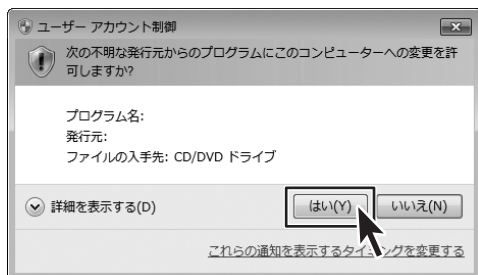 ユーザー アカウント制御
次の不明な発行元からのプログラムにこのコンピューターへの変更を許
可しますか?
プログラム名:
発行元:
ファイルの入手先: CD/DVD ドライブ
詳細を表示する(D)
はい(Y)
いいえ(N)
これらの通知を表示するタイミングを変更する